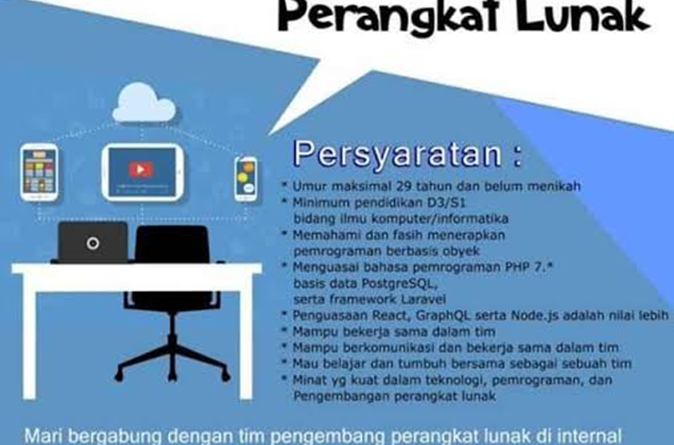 Perangkat Lunak
Persyaratan :
* Umur maksimal 29 tahun dan belum menikah
* Minimum pendidikan D3/S1
bidang ilmu komputer/informatika
* Memahami dan fasih menerapkan
pemrograman berbasis obyek
* Menguasai bahasa pemrograman PHP 7.*
basis data PostgreSQL,
serta framework Laravel
* Penguasaan React, GraphQL serta Node.js adalah nilai lebih
* Mampu bekerja sama dalam tim
* Mampu berkomunikasi dan bekerja sama dalam tim
* Mau belajar dan tumbuh bersama sebagai sebuah tim
* Minat yg kuat dalam teknologi, pemrograman, dan
Pengembangan perangkat lunak
Mari bergabung dengan tim pengembang perangkat lunak di internal